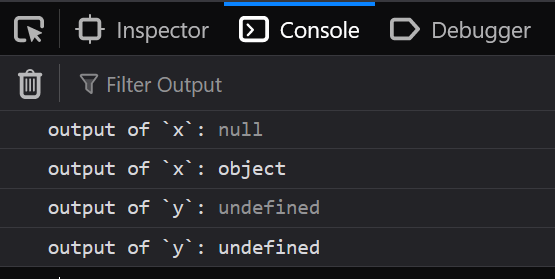 Inspector Console Debugger
Filter Output
output of `x`: null
output of `x`: object
output of `y`: undefined
output of `y`: undefined